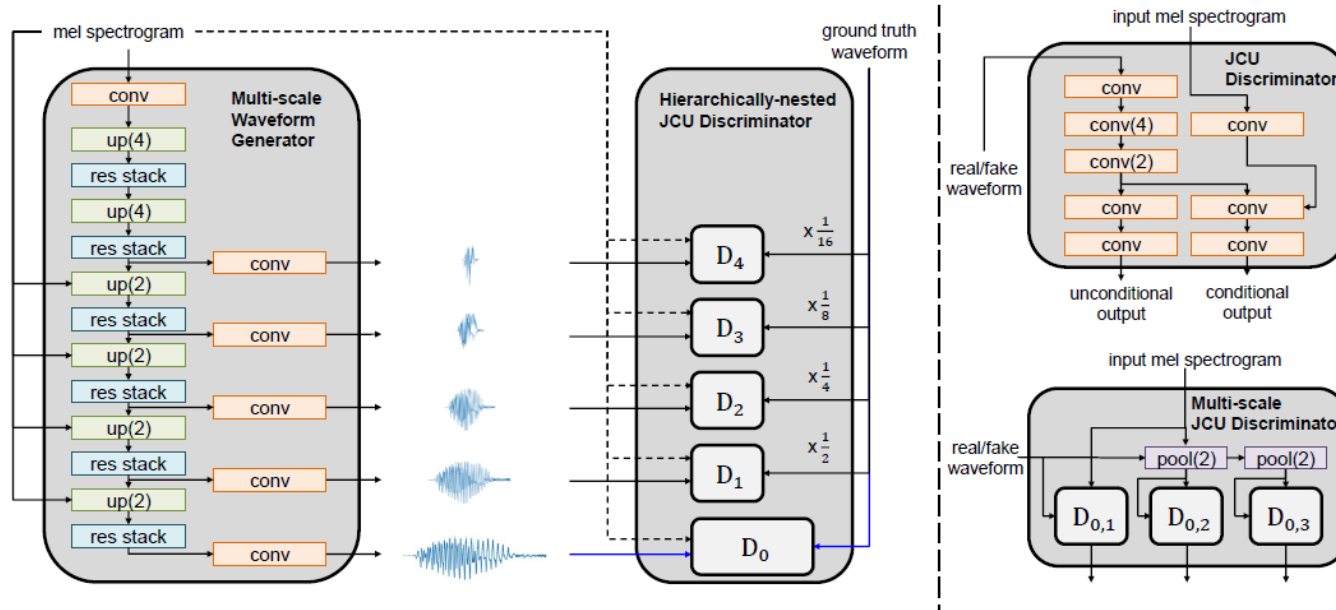 mel spectrogram
conv
Multi-scale
Waveform
Generator
up(4)
res stack
up(4)
res stack
conv
up(2)
res stack
conv
up(2)
res stack
conv
up(2)
res stack
conv
up(2)
res stack
conv
ground truth
waveform
Hierarchically-nested
JCU Discriminator
D4
x 1/16
D3
x 1/8
D2
x 1/4
D1
x 1/2
D0
input mel spectrogram
JCU
Discriminator
conv
conv(4)
conv
conv(2)
real/fake
waveform
conv
conv
conv
conv
unconditional
output
conditional
output
input mel spectrogram
Multi-scale
JCU Discriminato
real/fake
waveform
pool(2)
pool(2)
D0,1
D0,2
D0,3